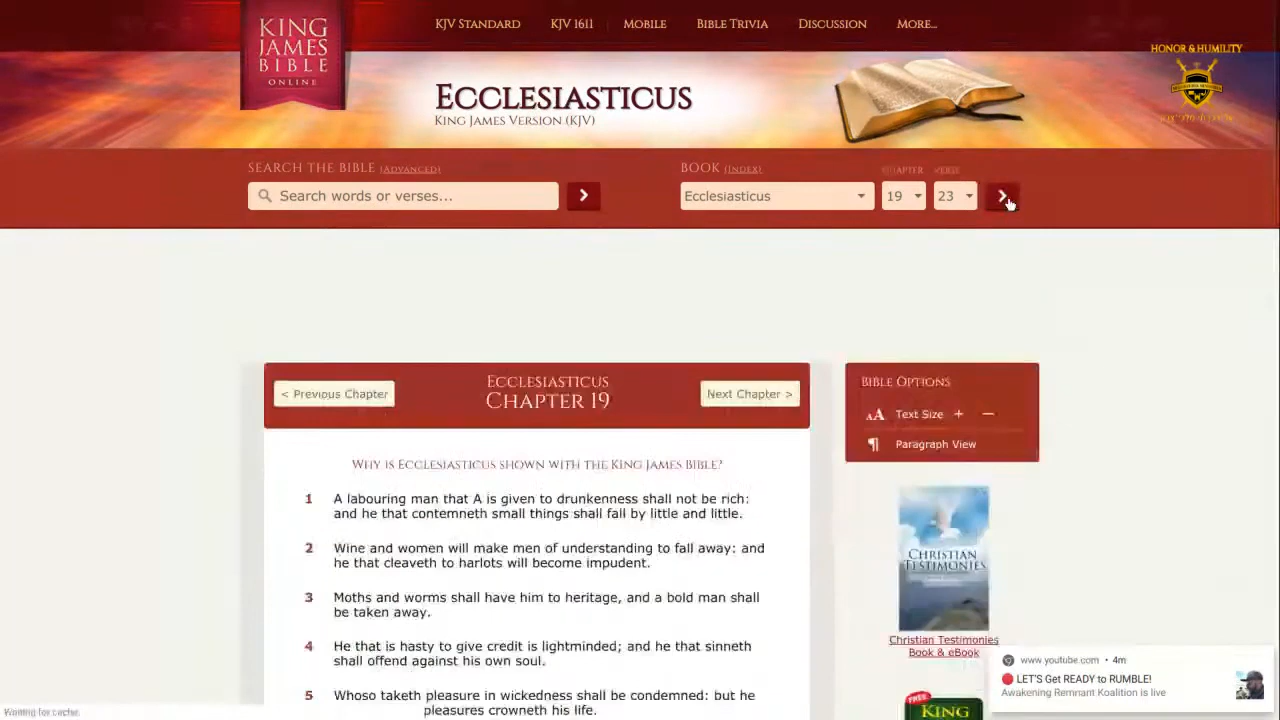 KING
JAMES
BIBLE
ONLINE
KJV STANDARD
KJV 1611
MOBILE
BIBLE TRIVIA
DISCUSSION
MORE...
HONOR & HUMILITY
ECCLESIASTICUS
KING JAMES VERSION (KJV)
SEARCH THE BIBLE (ADVANCED)
BOOK (INDEX)
CHAPTER
VERSE
Search words or verses...
Ecclesiasticus
19
23
< Previous Chapter
ECCLESIASTICUS
CHAPTER 19
Next Chapter >
BIBLE OPTIONS
AA Text Size + −
¶ Paragraph View
WHY IS ECCLESIASTICUS SHOWN WITH THE KING JAMES BIBLE?
1 A labouring man that A is given to drunkenness shall not be rich:
and he that contemneth small things shall fall by little and little.
2 Wine and women will make men of understanding to fall away: and
he that cleaveth to harlots will become impudent.
3 Moths and worms shall have him to heritage, and a bold man shall
be taken away.
4 He that is hasty to give credit is lightminded; and he that sinneth
shall offend against his own soul.
5 Whoso taketh pleasure in wickedness shall be condemned: but he
pleasures crowneth his life.
CHRISTIAN
TESTIMONIES
Christian Testimonies
Book & eBook
FREE
KING
www.youtube.com • 4m
LET'S Get READY to RUMBLE!
Awakening Remnant Koalition is live
Waiting for cache.